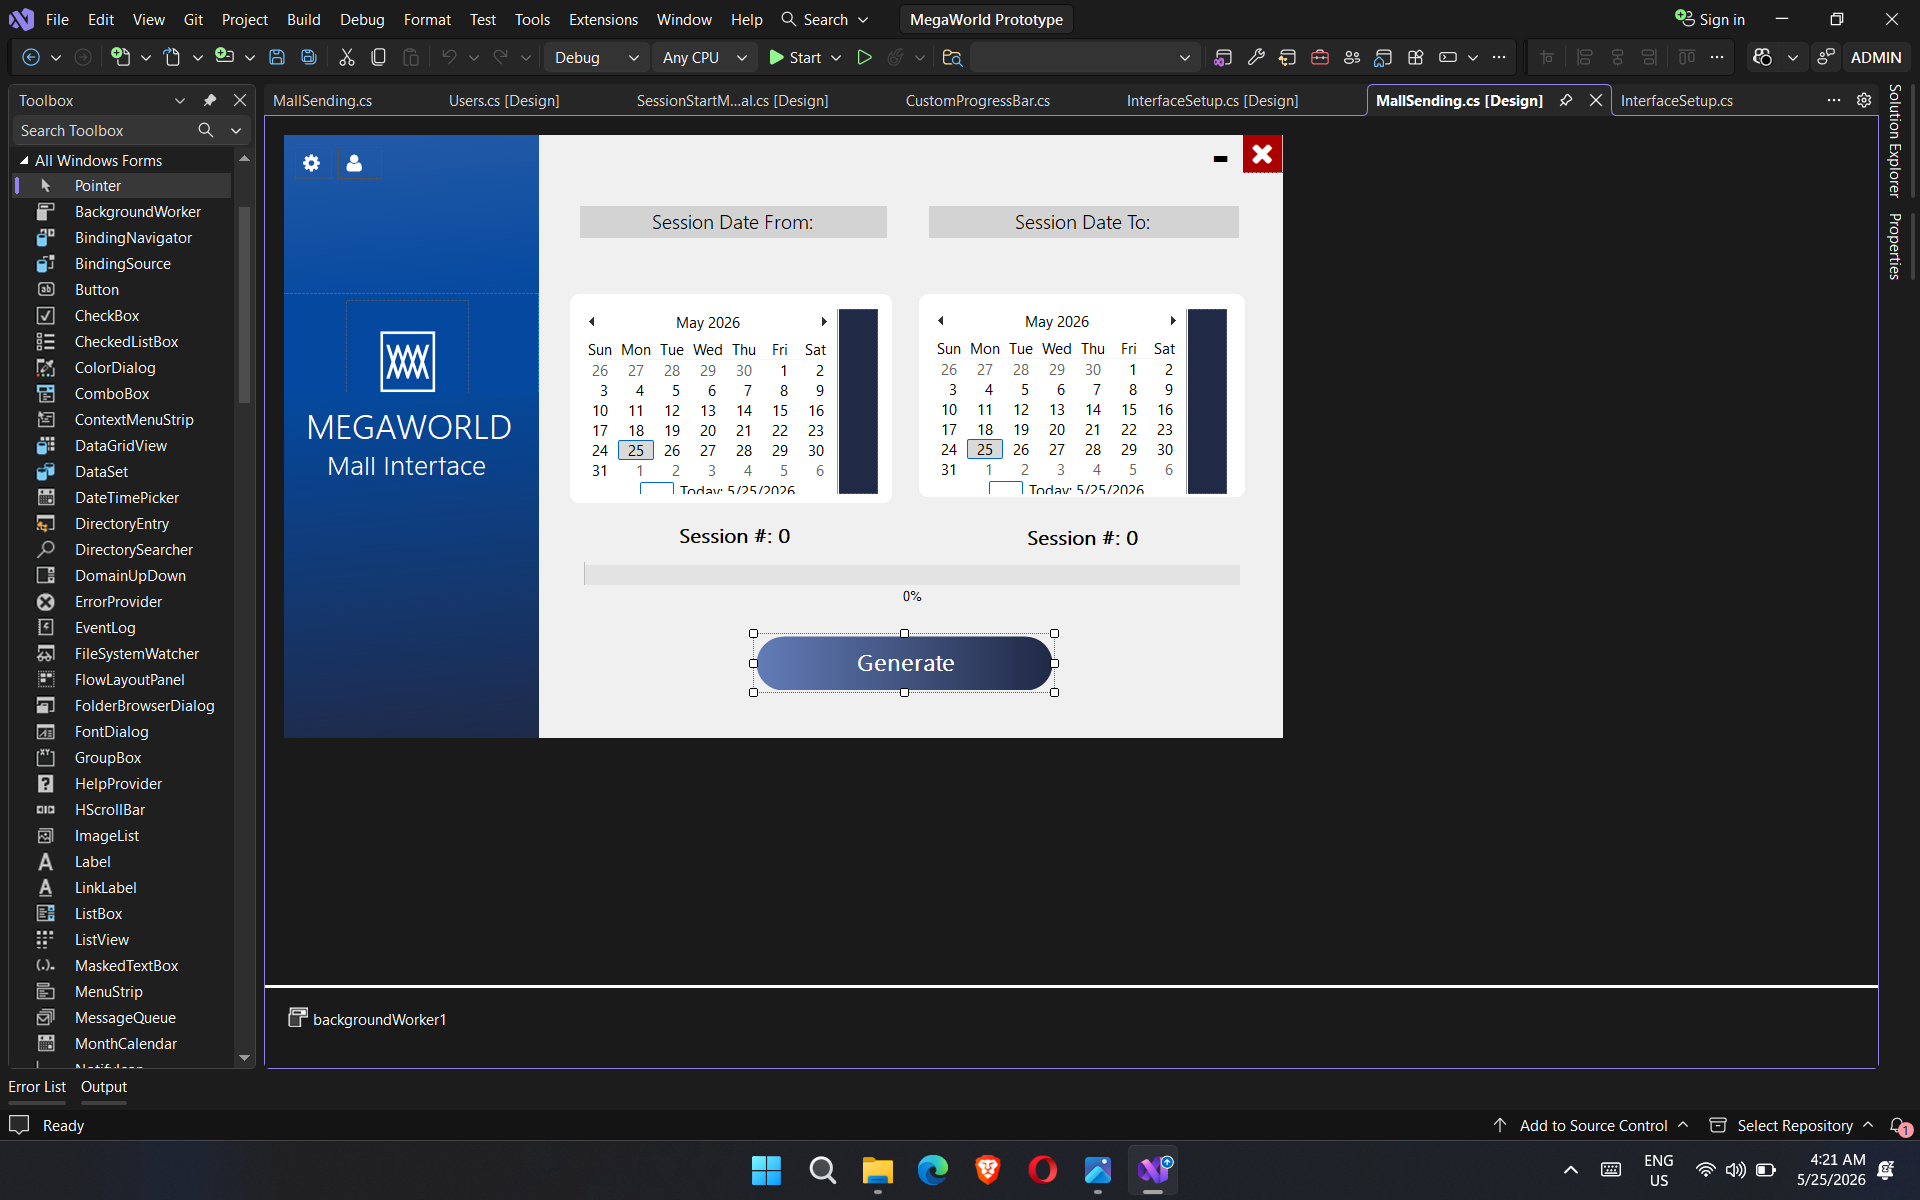 File Edit View Git Project Build Debug Format Test Tools Extensions Window Help Search MegaWorld Prototype Sign in
Debug Any CPU Start ADMIN
Toolbox
MallSending.cs Users.cs [Design] SessionStartM...al.cs [Design] CustomProgressBar.cs InterfaceSetup.cs [Design] MallSending.cs [Design] InterfaceSetup.cs
Search Toolbox
All Windows Forms
Pointer
BackgroundWorker
BindingNavigator
BindingSource
Button
CheckBox
CheckedListBox
ColorDialog
ComboBox
ContextMenuStrip
DataGridView
DataSet
DateTimePicker
DirectoryEntry
DirectorySearcher
DomainUpDown
ErrorProvider
EventLog
FileSystemWatcher
FlowLayoutPanel
FolderBrowserDialog
FontDialog
GroupBox
HelpProvider
HScrollBar
ImageList
Label
LinkLabel
ListBox
ListView
MaskedTextBox
MenuStrip
MessageQueue
MonthCalendar
MEGAWORLD
Mall Interface
Session Date From:
Session Date To:
May 2026
Sun Mon Tue Wed Thu Fri Sat
26 27 28 29 30 1 2
3 4 5 6 7 8 9
10 11 12 13 14 15 16
17 18 19 20 21 22 23
24 25 26 27 28 29 30
31 1 2 3 4 5 6
Today: 5/25/2026
May 2026
Sun Mon Tue Wed Thu Fri Sat
26 27 28 29 30 1 2
3 4 5 6 7 8 9
10 11 12 13 14 15 16
17 18 19 20 21 22 23
24 25 26 27 28 29 30
31 1 2 3 4 5 6
Today: 5/25/2026
Session #: 0
Session #: 0
0%
Generate
backgroundWorker1
Solution Explorer
Properties
Error List Output
Ready
Add to Source Control Select Repository 1
ENG
US
4:21 AM
5/25/2026